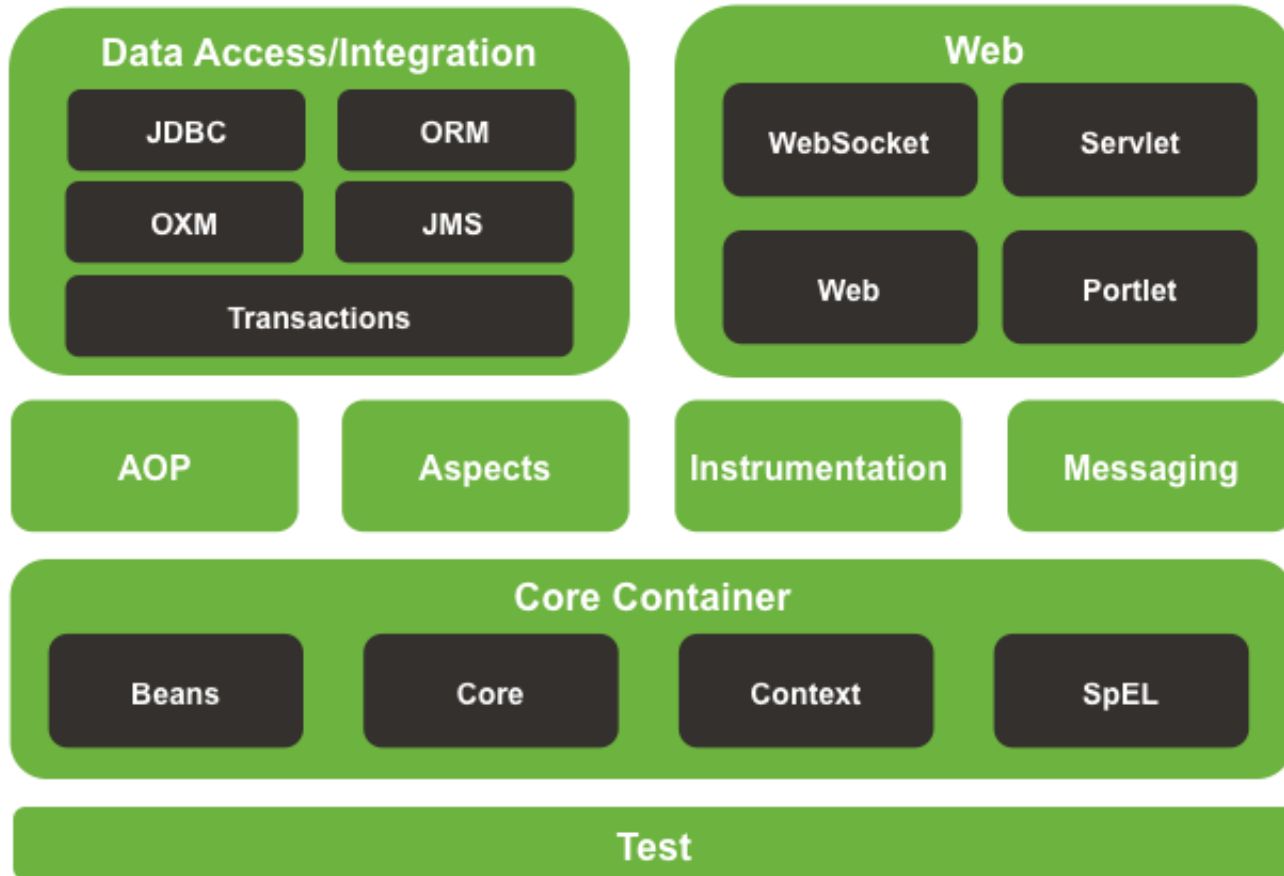 Data Access/Integration
JDBC
ORM
OXM
JMS
Transactions
Web
WebSocket
Servlet
Web
Portlet
AOP
Aspects
Instrumentation
Messaging
Core Container
Beans
Core
Context
SpEL
Test